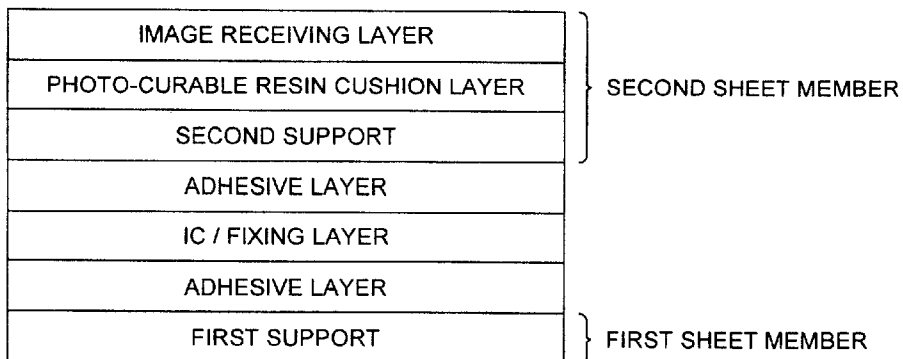 IMAGE RECEIVING LAYER
PHOTO-CURABLE RESIN CUSHION LAYER
SECOND SHEET MEMBER
SECOND SUPPORT
ADHESIVE LAYER
IC / FIXING LAYER
ADHESIVE LAYER
FIRST SUPPORT
FIRST SHEET MEMBER